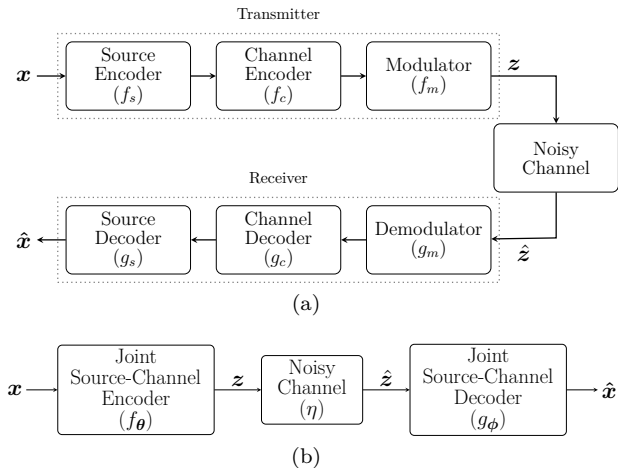 Transmitter
x
Source
Encoder
(f_s)
Channel
Encoder
(f_c)
Modulator
(f_m)
z
Noisy
Channel
Receiver
x̂
Source
Decoder
(g_s)
Channel
Decoder
(g_c)
Demodulator
(g_m)
ẑ
(a)
x
Joint
Source-Channel
Encoder
(f_θ)
z
Noisy
Channel
(η)
ẑ
Joint
Source-Channel
Decoder
(g_ϕ)
x̂
(b)